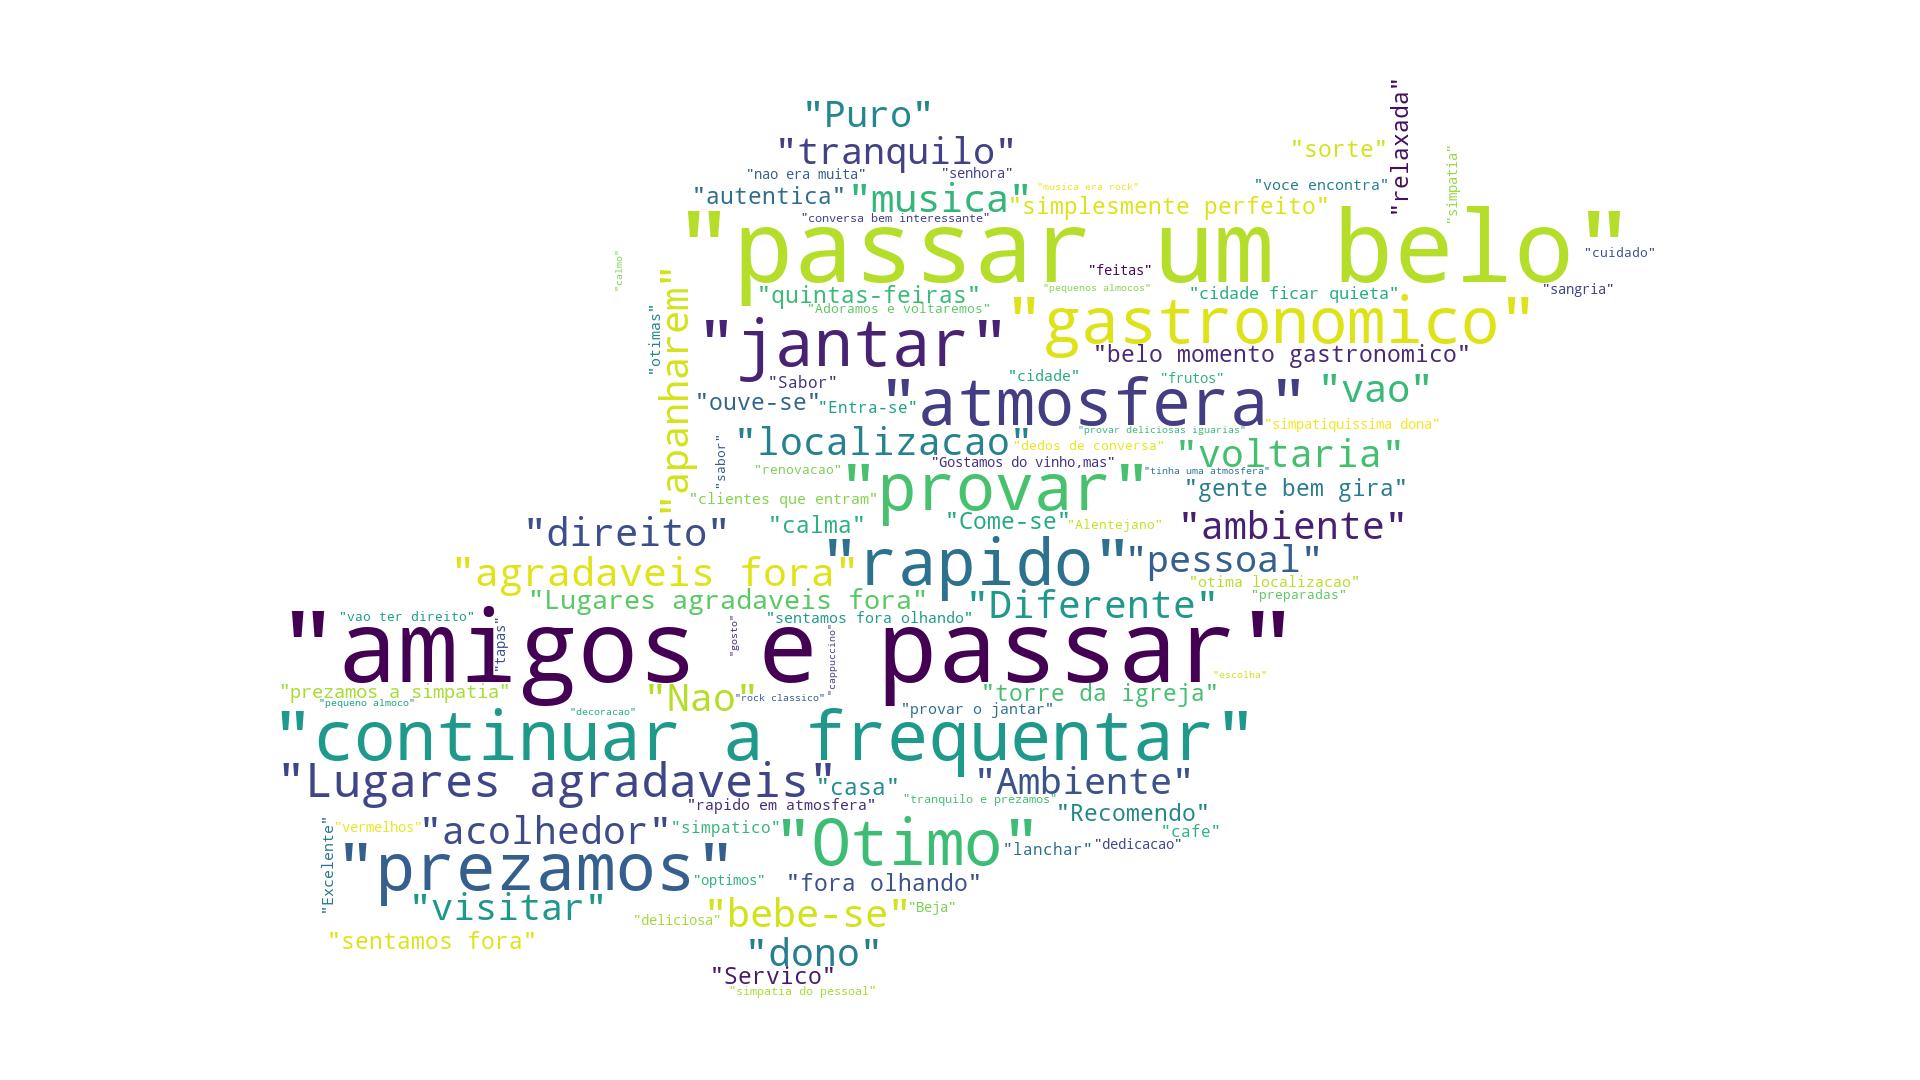 "Puro"
"relaxada"
"tranquilo"
"sorte"
"simpatia"
"nao era muita"
"senhora"
"autentica"
"musica"
"musica era rock"
"voce encontra"
"simplesmente perfeito"
"conversa bem interessante"
"passar um belo"
"cuidado"
"calmo"
"feitas"
"apanharem"
"quintas-feiras"
"pequenos almocos"
"cidade ficar quieta"
"sangria"
"Adoramos e voltaremos"
"otimas"
"jantar"
"gastronomico"
"belo momento gastronomico"
"Sabor"
"cidade"
"frutos"
"ouve-se"
"Entra-se"
"atmosfera"
"vao"
"simpatiquissima dona"
"provar deliciosas iguarias"
"localizacao"
"dedos de conversa"
"voltaria"
"sabor"
"renovacao"
"Gostamos do vinho,mas"
"tinha uma atmosfera"
"clientes que entram"
"provar"
"gente bem gira"
"direito"
"calma"
"Come-se"
"Alentejano"
"ambiente"
"agradaveis fora"
"rapido"
"pessoal"
"otima localizacao"
"Lugares agradaveis fora"
"Diferente"
"preparadas"
"vao ter direito"
"tapas"
"gosto"
"sentamos fora olhando"
"cappuccino"
"amigos e passar"
"escolha"
"prezamos a simpatia"
"Nao"
"rock classico"
"torre da igreja"
"pequeno almoco"
"decoracao"
"provar o jantar"
"continuar a frequentar"
"Lugares agradaveis"
"casa"
"Ambiente"
"rapido em atmosfera"
"tranquilo e prezamos"
"Recomendo"
"Excelente"
"vermelhos"
"acolhedor"
"simpatico"
"Otimo"
"cafe"
"lanchar"
"dedicacao"
"prezamos"
"optimos"
"fora olhando"
"visitar"
"deliciosa"
"bebe-se"
"Beja"
"sentamos fora"
"dono"
"Servico"
"simpatia do pessoal"